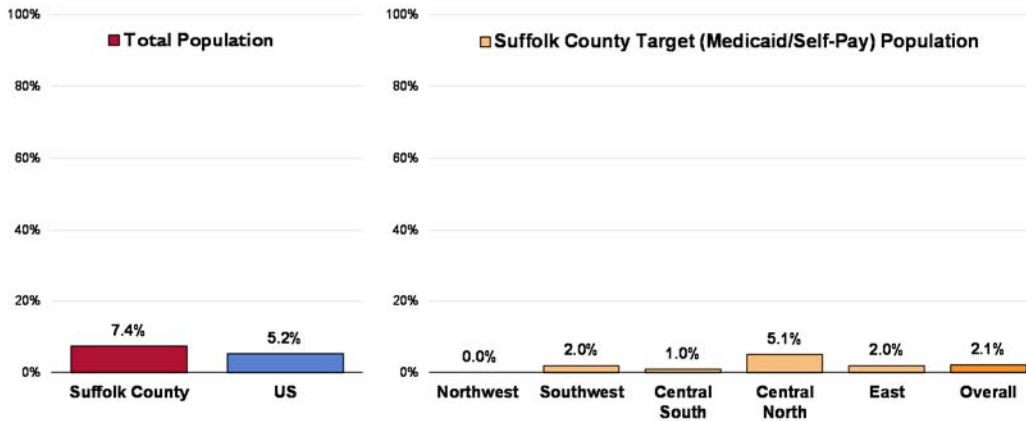 100%
80%
60%
40%
20%
0%
Total Population
7.4%
5.2%
Suffolk County
US
100%
80%
60%
40%
20%
0%
Suffolk County Target (Medicaid/Self-Pay) Population
0.0%
2.0%
1.0%
5.1%
2.0%
2.1%
Northwest
Southwest
Central
South
Central
North
East
Overall